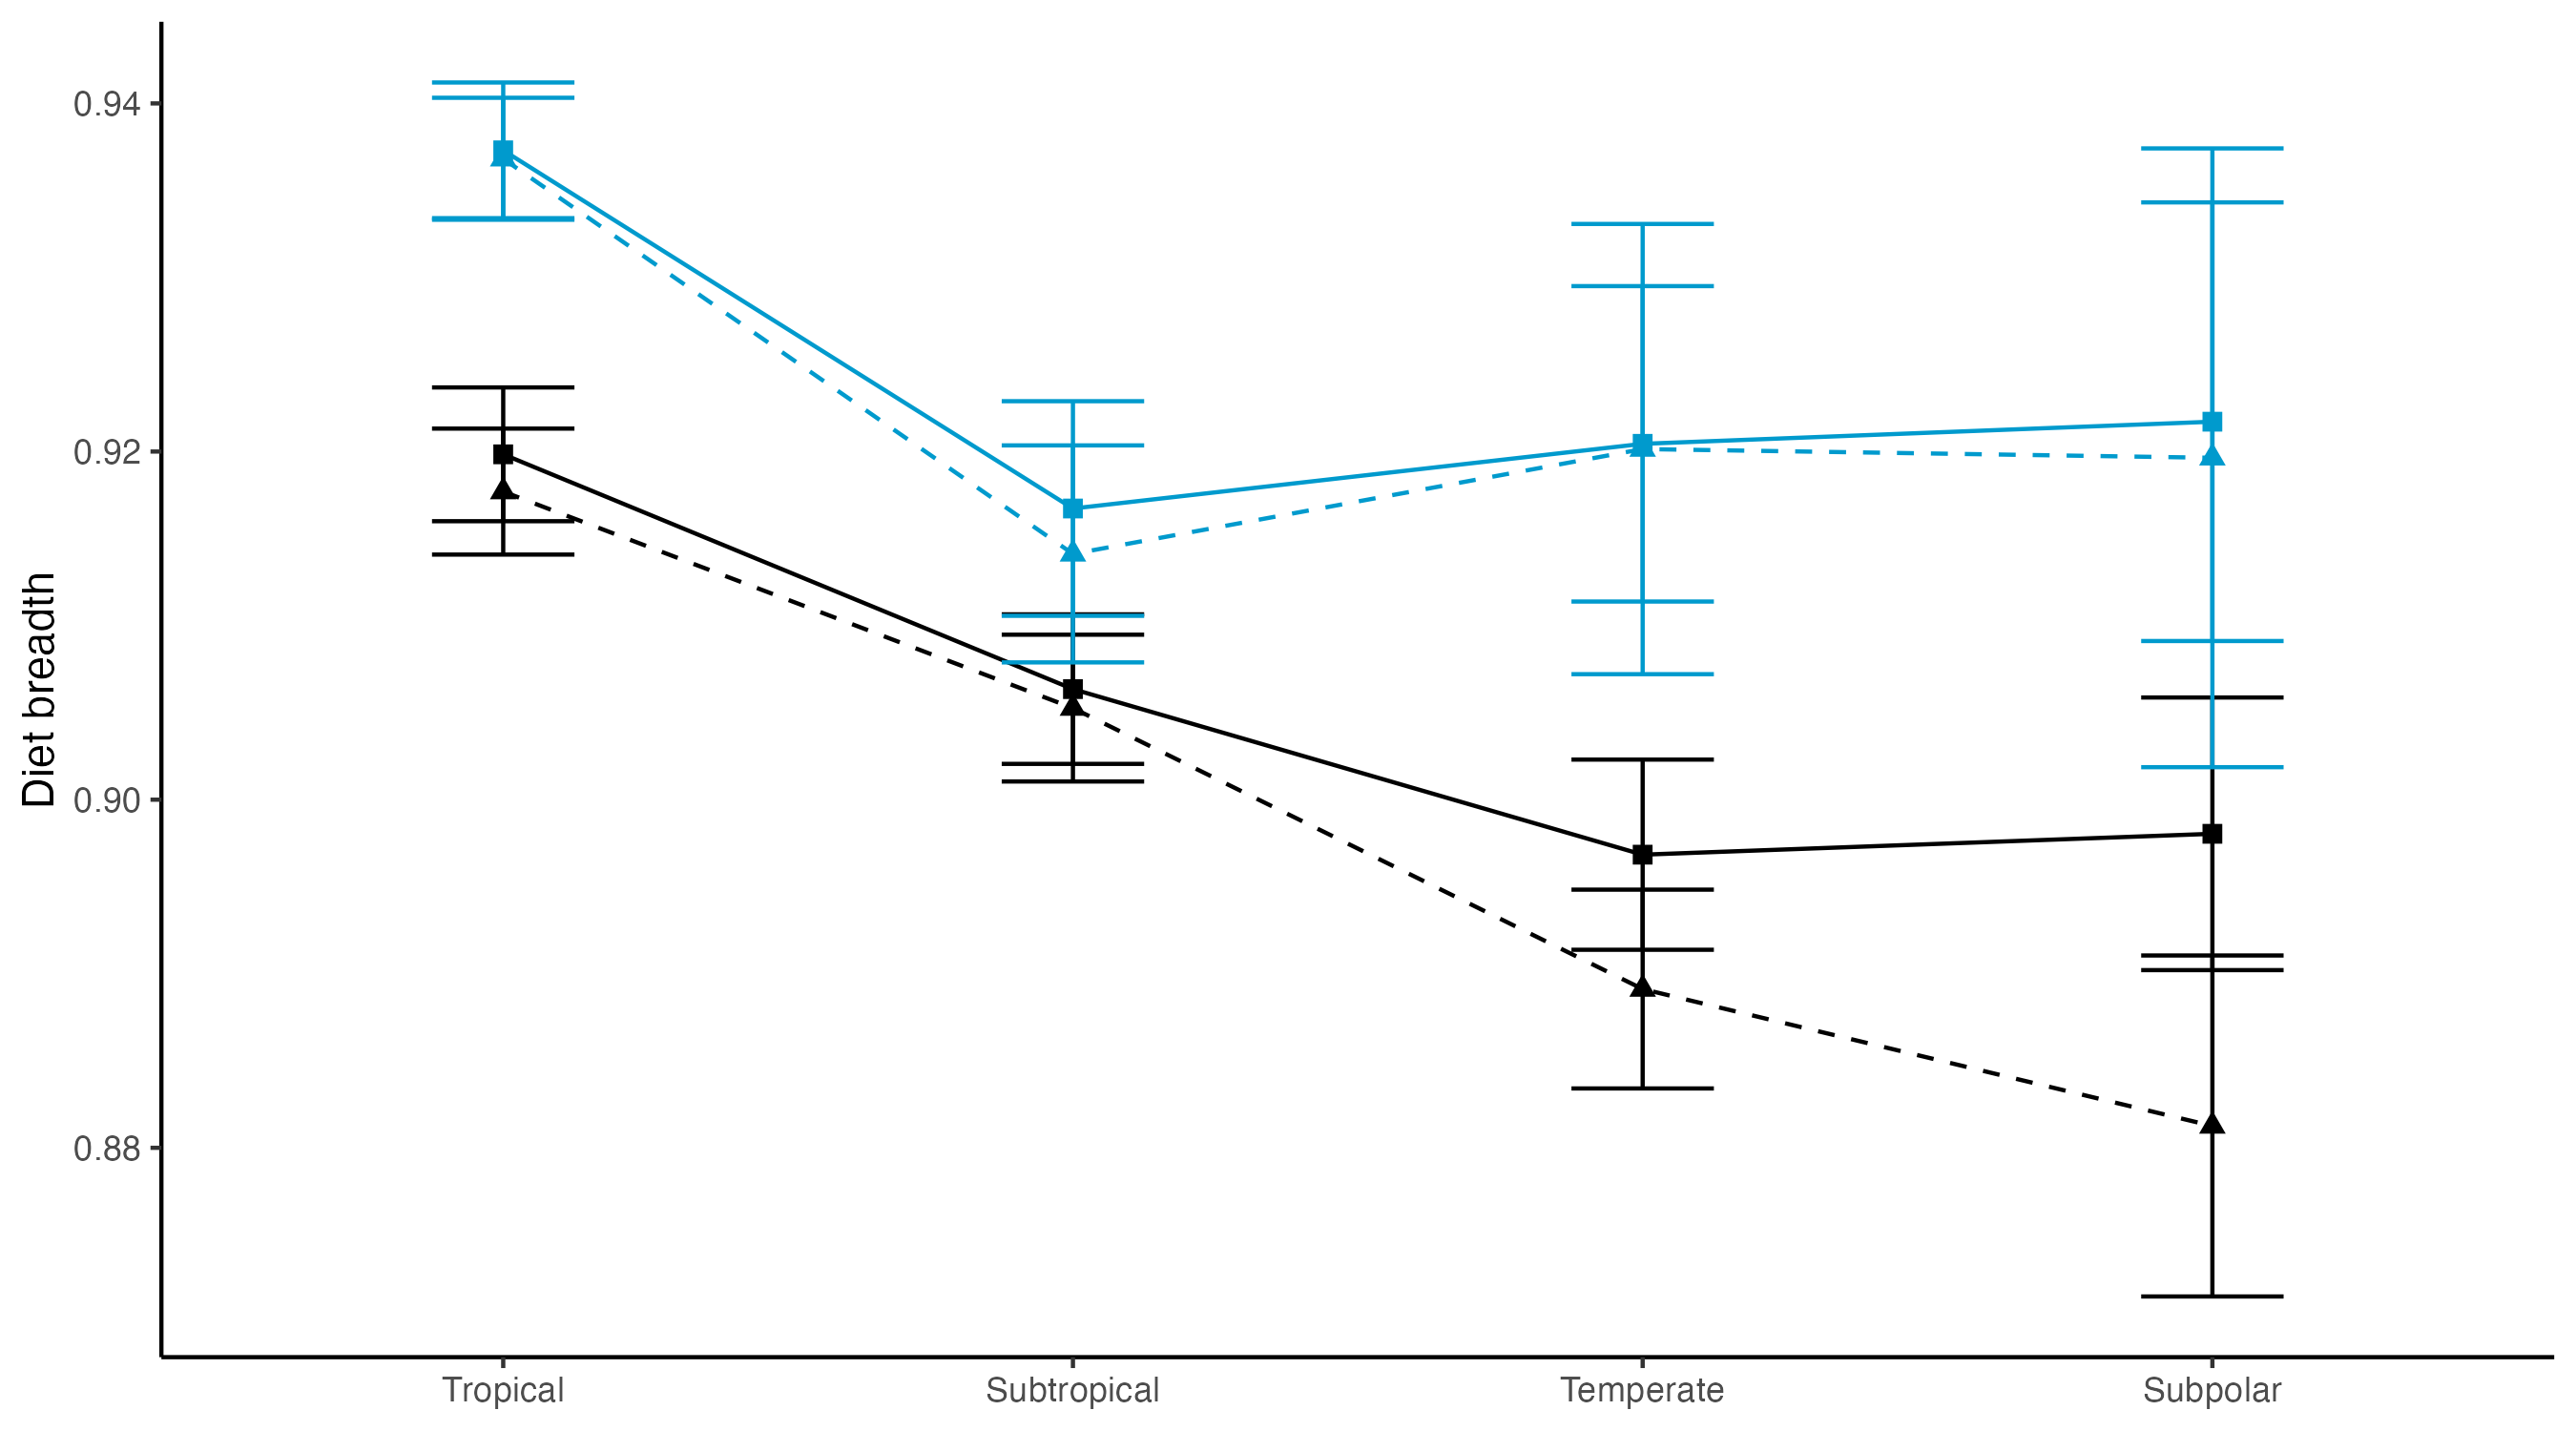 Diet breadth
0.94
0.92
0.90
0.88
Tropical
Subtropical
Temperate
Subpolar